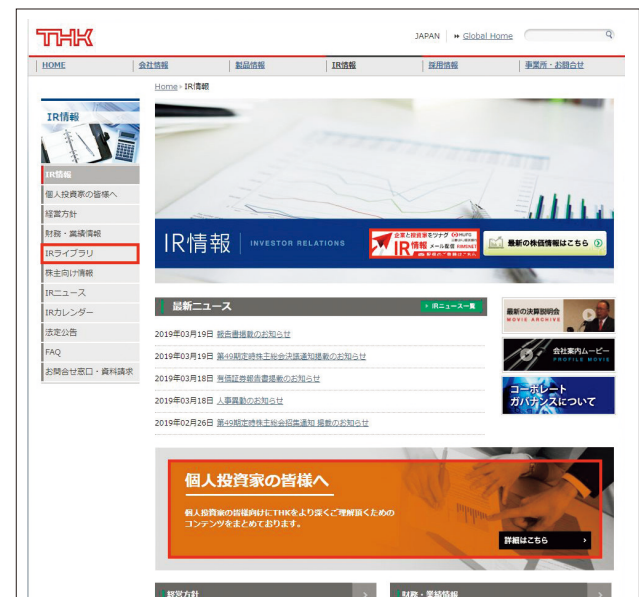 THK
JAPAN
Global Home
HOME
会社情報
製品情報
IR情報
採用情報
事業所・お問合せ
Home > IR情報
IR情報
IR情報
個人投資家の皆様へ
経営方針
財務・業績情報
IRライブラリ
株主向け情報
IRニュース
IRカレンダー
法定公告
FAQ
お問合せ窓口・資料請求
IR情報 INVESTOR RELATIONS
企業と投資家をツナグ
IR情報 メール配信
最新の株価情報はこちら
最新ニュース
IRニュース一覧
2019年03月19日 報告書掲載のお知らせ
2019年03月19日 第49期定時株主総会決議通知掲載のお知らせ
2019年03月18日 有価証券報告書掲載のお知らせ
2019年03月18日 人事異動のお知らせ
2019年02月26日 第49期定時株主総会招集通知 掲載のお知らせ
最新の決算説明会
MOVIE ARCHIVE
会社案内ムービー
PROFILE MOVIE
コーポレート
ガバナンスについて
個人投資家の皆様へ
個人投資家の皆様向けにTHKをより深くご理解頂くための
コンテンツをまとめております。
詳細はこちら
経営方針
財務・業績情報